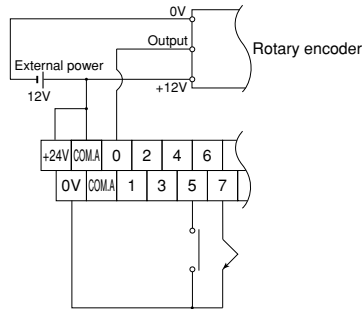 0V
Output
Rotary encoder
External power
12V
+12V
+24V COM.A 0 2 4 6
0V COM.A 1 3 5 7